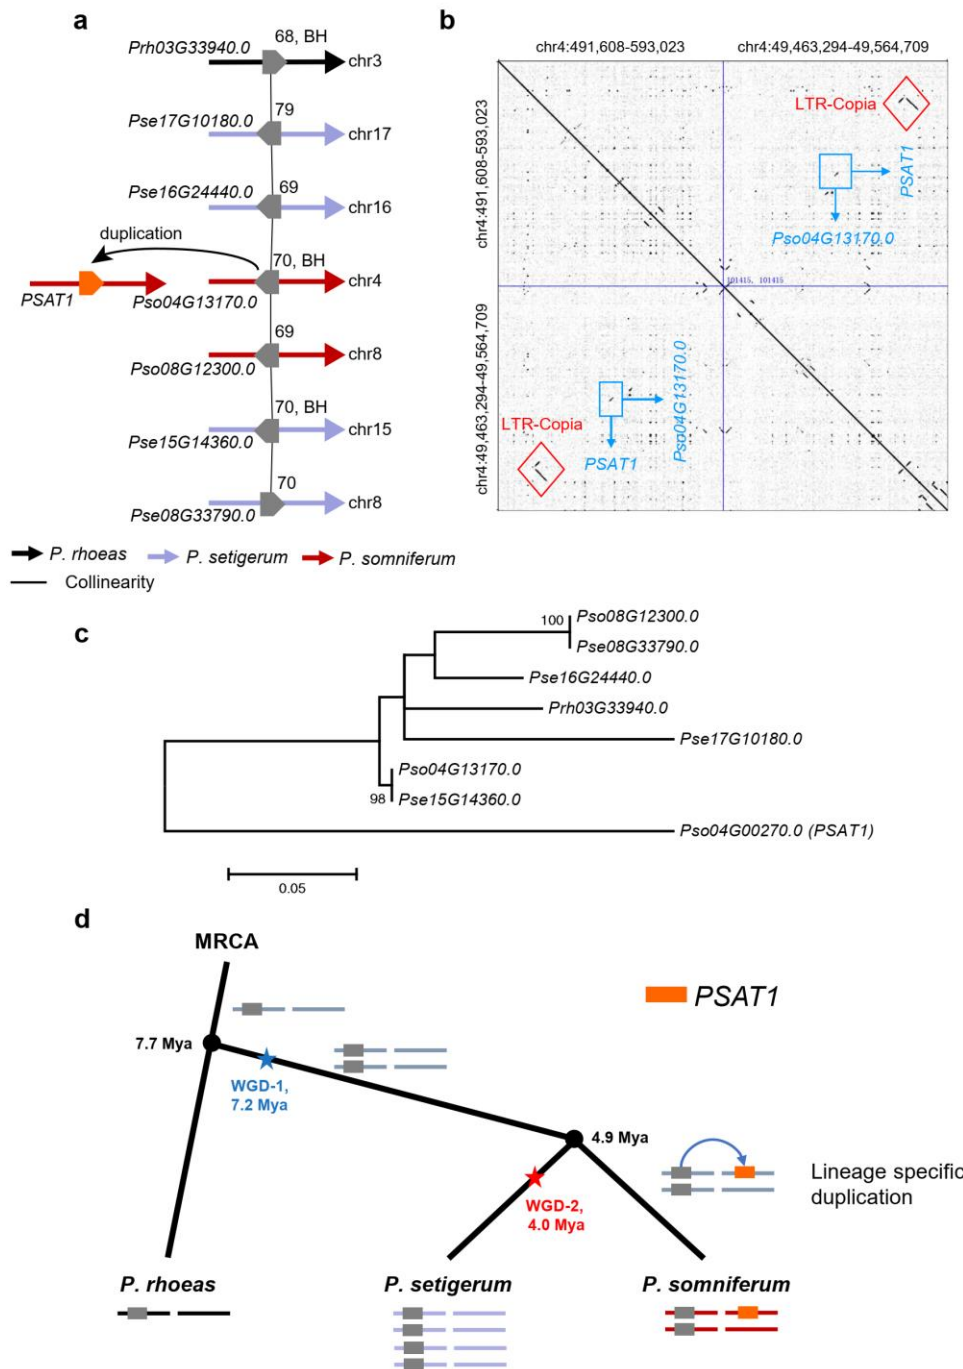 a
68, BH
Prh03G33940.0
chr3
79
Pse17G10180.0
chr17
69
Pse16G24440.0
chr16
duplication
70, BH
PSAT1
Pso04G13170.0
chr4
69
Pso08G12300.0
chr8
70, BH
Pse15G14360.0
chr15
70
Pse08G33790.0
chr8
P. rhoeas
P. setigerum
P. somniferum
Collinearity
b
chr4:491,608-593,023
chr4:49,463,294-49,564,709
chr4:491,608-593,023
chr4:49,463,294-49,564,709
LTR-Copia
PSAT1
Pso04G13170.0
101415, 101415
Pso04G13170.0
LTR-Copia
PSAT1
c
100
Pso08G12300.0
Pse08G33790.0
Pse16G24440.0
Prh03G33940.0
Pse17G10180.0
Pso04G13170.0
98
Pse15G14360.0
Pso04G00270.0 (PSAT1)
0.05
d
MRCA
PSAT1
7.7 Mya
WGD-1,
7.2 Mya
4.9 Mya
Lineage specific
duplication
WGD-2,
4.0 Mya
P. rhoeas
P. setigerum
P. somniferum